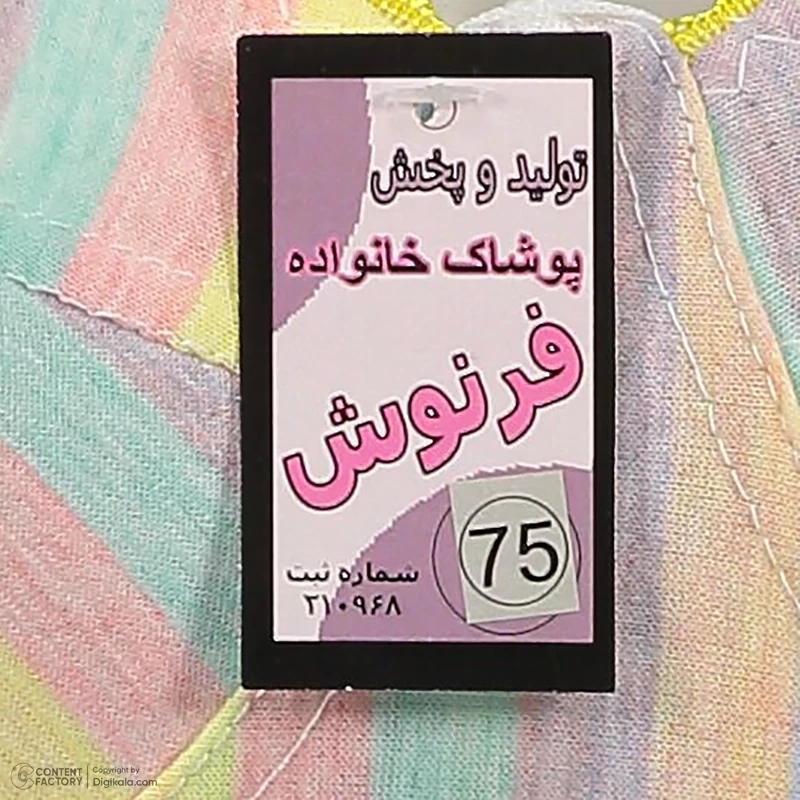 تولید و پخش
پوشاک خانواده
فرنوش
75
شماره ثبت
۲۱۰۹۶۸
CONTENT FACTORY
Copyright by
Digikala.com